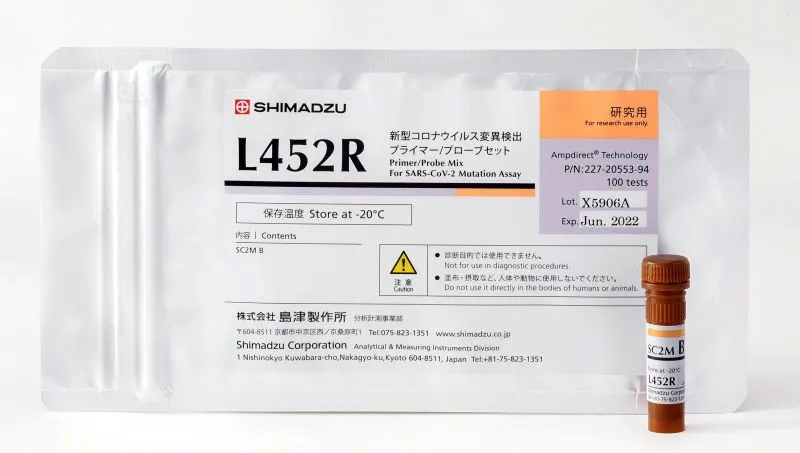 SHIMADZU
L452R
新型コロナウイルス変異検出
プライマー/プローブセット
Primer/Probe Mix
For SARS-CoV-2 Mutation Assay
研究用
For research use only.
Ampdirect® Technology
P/N:227-20553-94
100 tests
Lot. X5906A
Exp. Jun. 2022
保存温度 Store at -20°C
内容 | Contents
SC2M B
注意
Caution
● 診断目的では使用できません。
Not for use in diagnostic procedures.
● 塗布・摂取など、人体や動物に使用しないでください。
Do not use it directly in the bodies of humans or animals.
株式会社 島津製作所 分析計測事業部
〒604-8511 京都市中京区西ノ京桑原町1 Tel:075-823-1351 www.shimadzu.co.jp
Shimadzu Corporation Analytical & Measuring Instruments Division
1 Nishinokyo Kuwabara-cho,Nakagyo-ku,Kyoto 604-8511, Japan Tel:+81-75-823-1351
SC2M B
Store at -20°C
L452R
Shimadzu Corpor